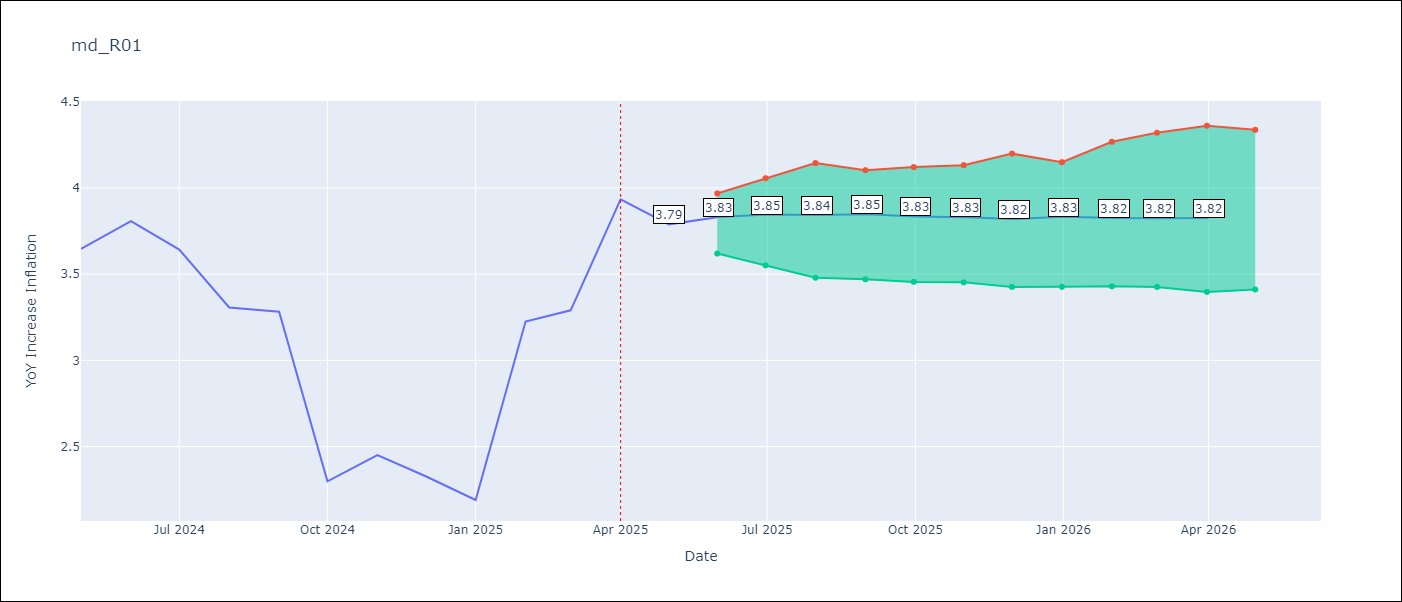 md_R01
4.5
4
3.5
3
2.5
YoY Increase Inflation
3.79
3.83
3.85
3.84
3.85
3.83
3.83
3.82
3.83
3.82
3.82
3.82
Jul 2024
Oct 2024
Jan 2025
Apr 2025
Jul 2025
Oct 2025
Jan 2026
Apr 2026
Date